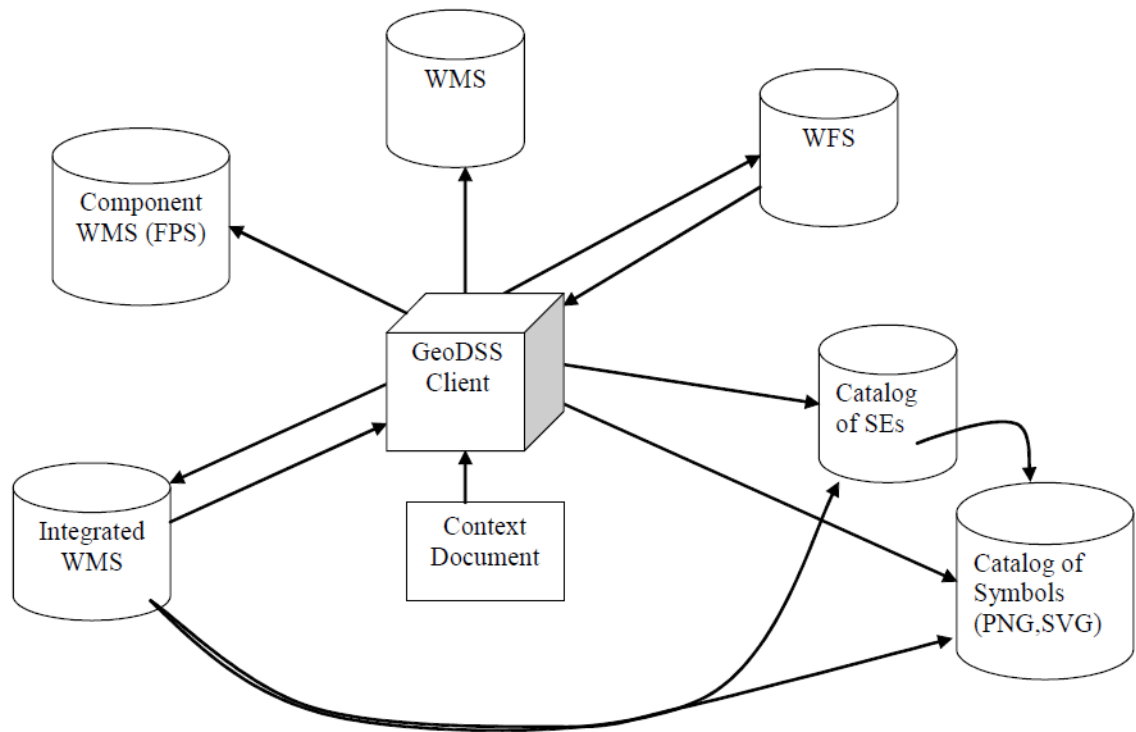 WMS
WFS
Component
WMS (FPS)
GeoDSS
Client
Catalog
of SEs
Integrated
WMS
Context
Document
Catalog of
Symbols
(PNG,SVG)